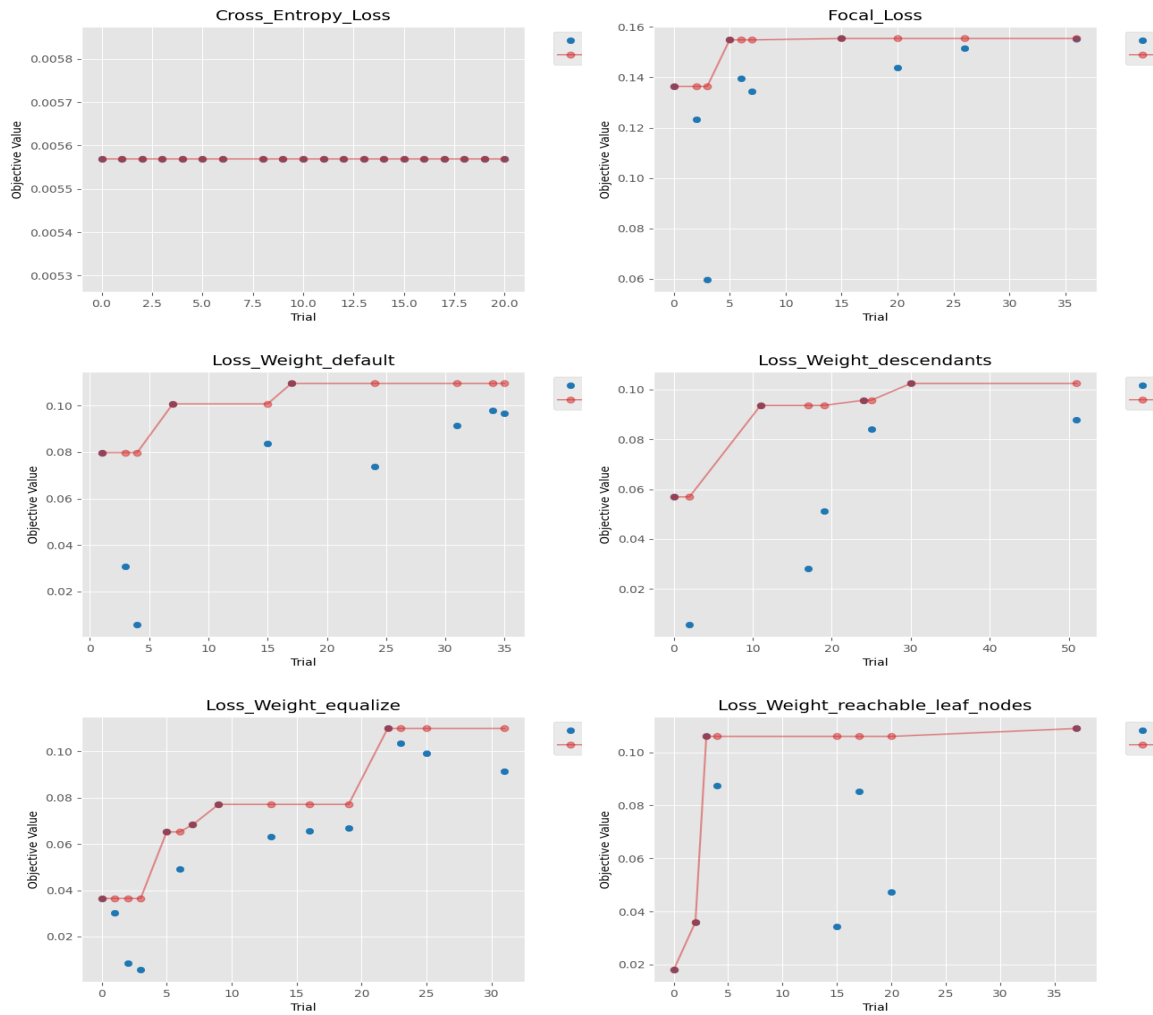 Cross_Entropy_Loss
Objective Value
0.0058
0.0057
0.0056
0.0055
0.0054
0.0053
0.0 2.5 5.0 7.5 10.0 12.5 15.0 17.5 20.0
Trial
Focal_Loss
Objective Value
0.16
0.14
0.12
0.10
0.08
0.06
0 5 10 15 20 25 30 35
Trial
Loss_Weight_default
Objective Value
0.10
0.08
0.06
0.04
0.02
0 5 10 15 20 25 30 35
Trial
Loss_Weight_descendants
Objective Value
0.10
0.08
0.06
0.04
0.02
0 10 20 30 40 50
Trial
Loss_Weight_equalize
Objective Value
0.10
0.08
0.06
0.04
0.02
0 5 10 15 20 25 30
Trial
Loss_Weight_reachable_leaf_nodes
Objective Value
0.10
0.08
0.06
0.04
0.02
0 5 10 15 20 25 30 35
Trial